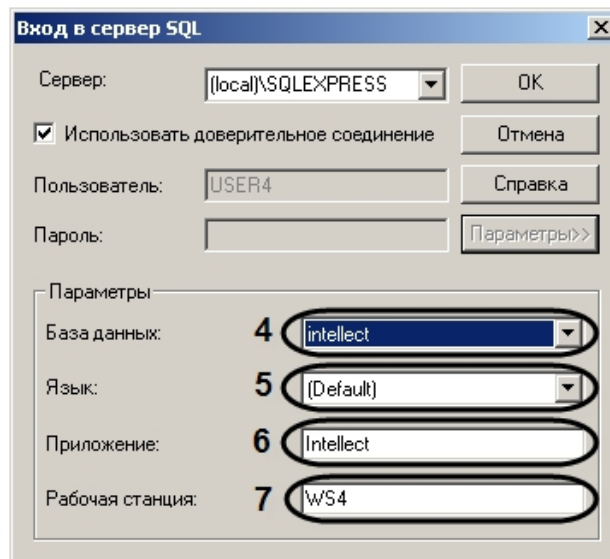 Вход в сервер SQL
Сервер: (local)\SQLEXPRESS OK
Использовать доверительное соединение Отмена
Пользователь: USER4 Справка
Пароль: Параметры>>
Параметры
База данных: 4 intellect
Язык: 5 (Default)
Приложение: 6 Intellect
Рабочая станция: 7 WS4